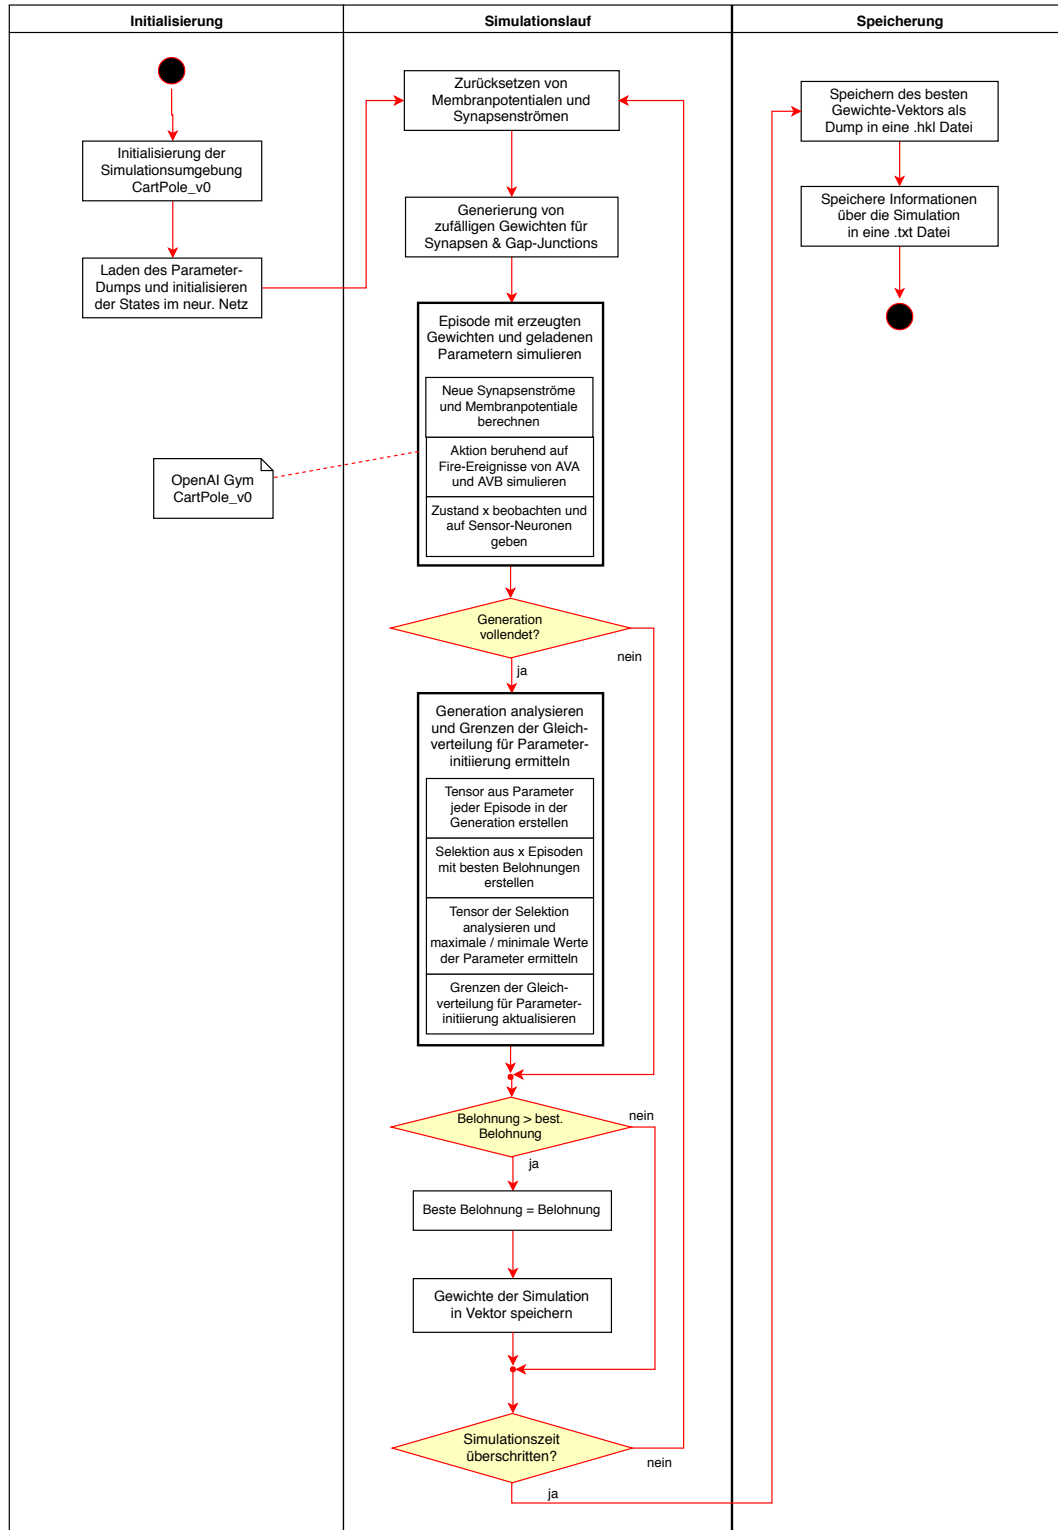 Initialisierung
Simulationslauf
Speicherung
Initialisierung der
Simulationsumgebung
CartPole_v0
Laden des Parameter-
Dumps und initialisieren
der States im neur. Netz
OpenAI Gym
CartPole_v0
Zurücksetzen von
Membranpotentialen und
Synapsenströmen
Generierung von
zufälligen Gewichten für
Synapsen & Gap-Junctions
Episode mit erzeugten
Gewichten und geladenen
Parametern simulieren
Neue Synapsenströme
und Membranpotentiale
berechnen
Aktion beruhend auf
Fire-Ereignisse von AVA
und AVB simulieren
Zustand x beobachten und
auf Sensor-Neuronen
geben
Generation
vollendet?
nein
ja
Generation analysieren
und Grenzen der Gleich-
verteilung für Parameter-
initiierung ermitteln
Tensor aus Parameter
jeder Episode in der
Generation erstellen
Selektion aus x Episoden
mit besten Belohnungen
erstellen
Tensor der Selektion
analysieren und
maximale / minimale Werte
der Parameter ermitteln
Grenzen der Gleich-
verteilung für Parameter-
initiierung aktualisieren
Belohnung > best.
Belohnung
nein
ja
Beste Belohnung = Belohnung
Gewichte der Simulation
in Vektor speichern
Simulationszeit
überschritten?
nein
ja
Speichern des besten
Gewichte-Vektors als
Dump in eine .hkl Datei
Speichere Informationen
über die Simulation
in eine .txt Datei